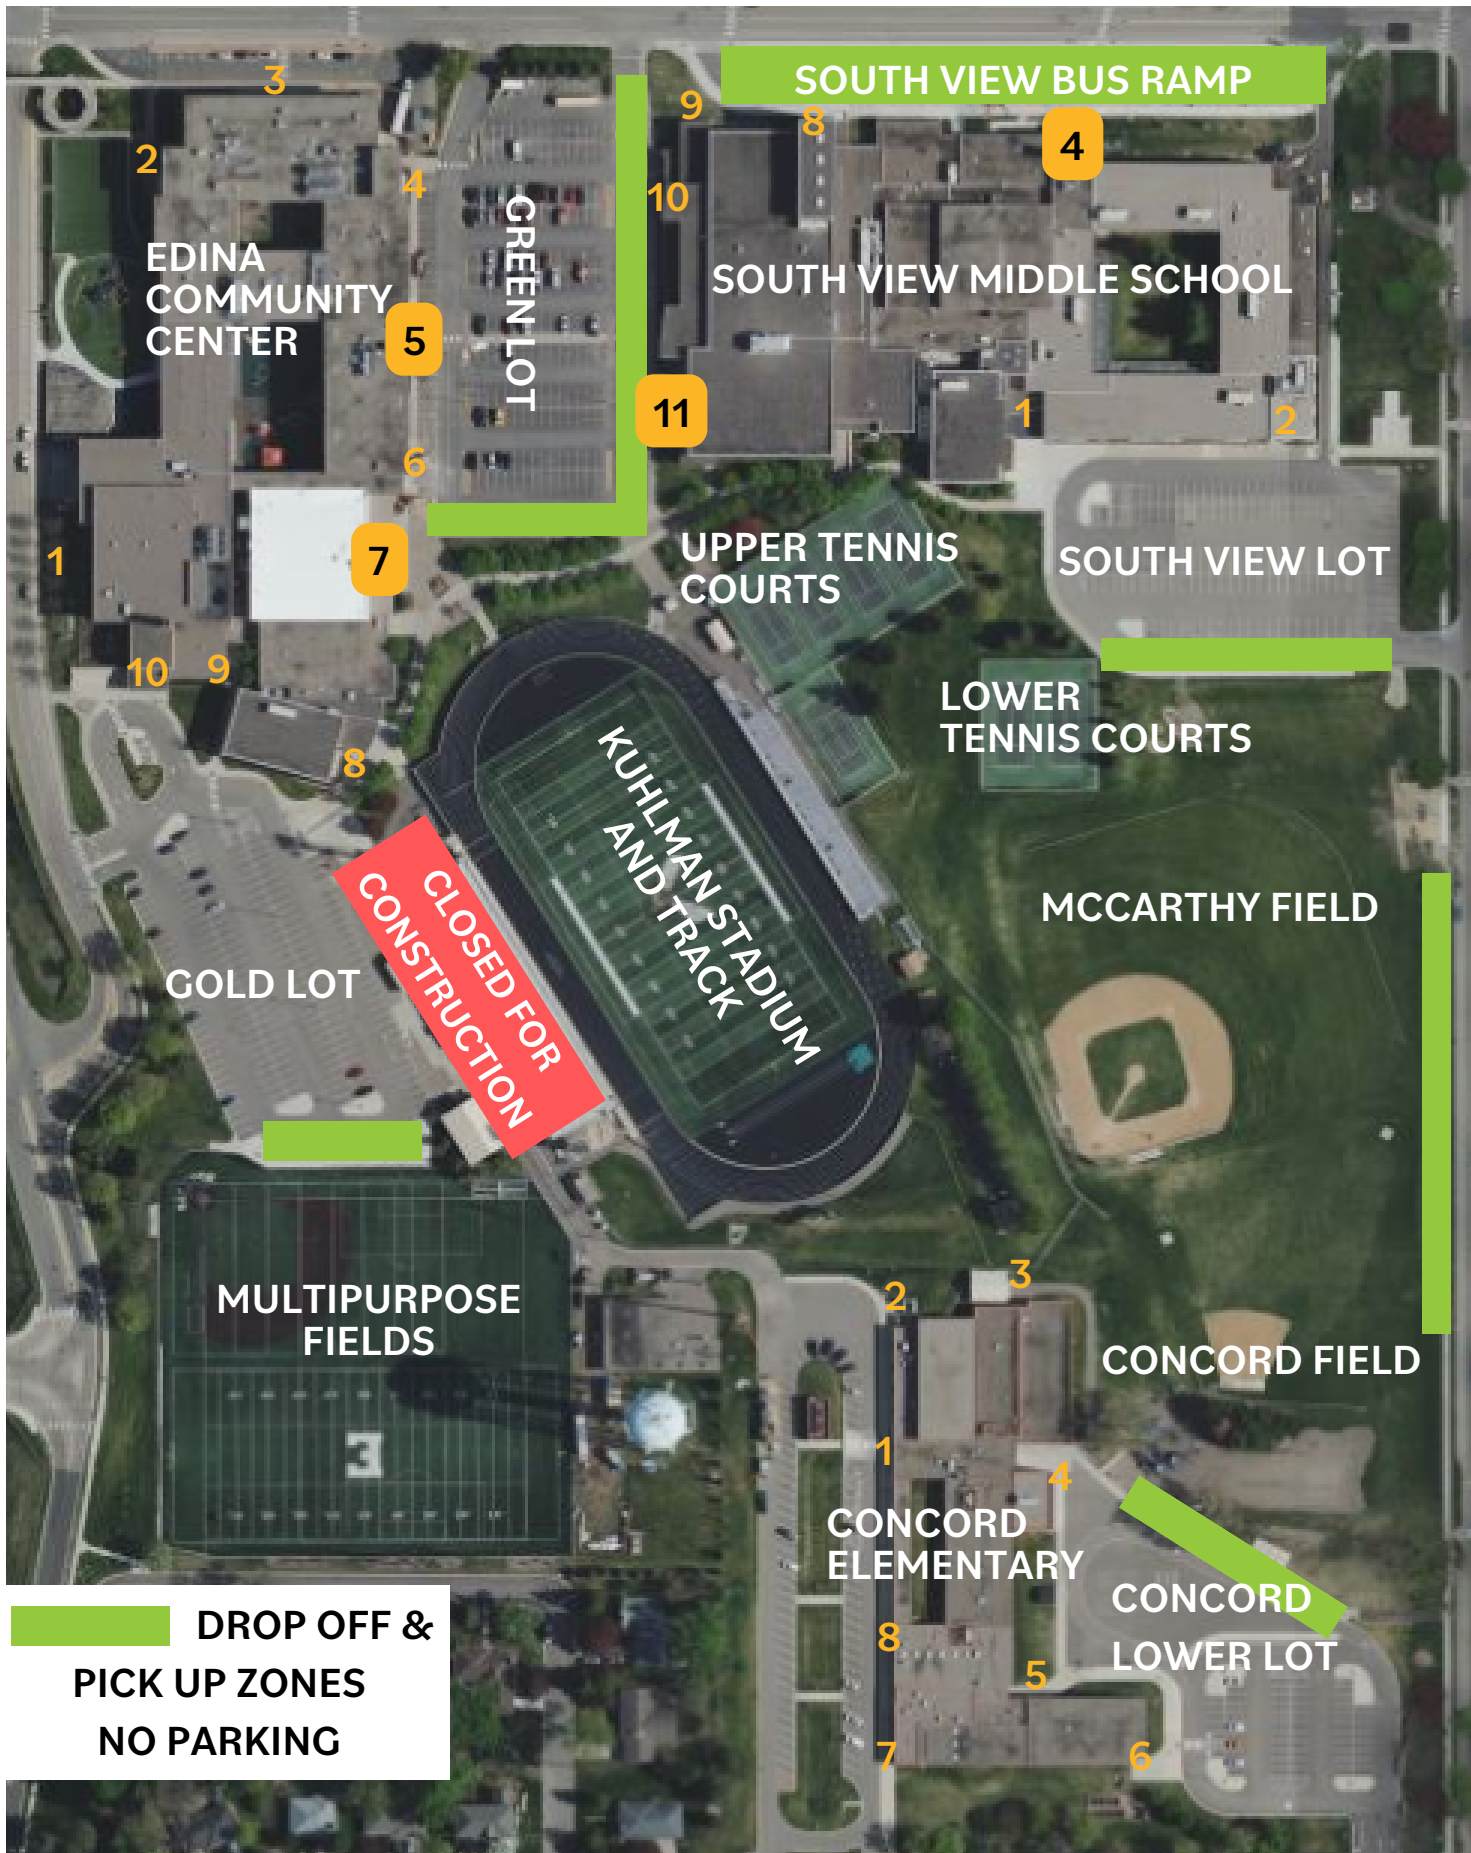 SOUTH VIEW BUS RAMP
3
9
8
4
2
4
10
GREEN LOT
EDINA
COMMUNITY
CENTER
SOUTH VIEW MIDDLE SCHOOL
5
11
1
2
6
1
7
UPPER TENNIS
COURTS
SOUTH VIEW LOT
10
9
8
LOWER
TENNIS COURTS
KUHLMAN STADIUM
AND TRACK
CLOSED FOR
CONSTRUCTION
MCCARTHY FIELD
GOLD LOT
MULTIPURPOSE
FIELDS
2
3
CONCORD FIELD
E
1
4
CONCORD
ELEMENTARY
CONCORD
LOWER LOT
8
5
7
6
DROP OFF &
PICK UP ZONES
NO PARKING